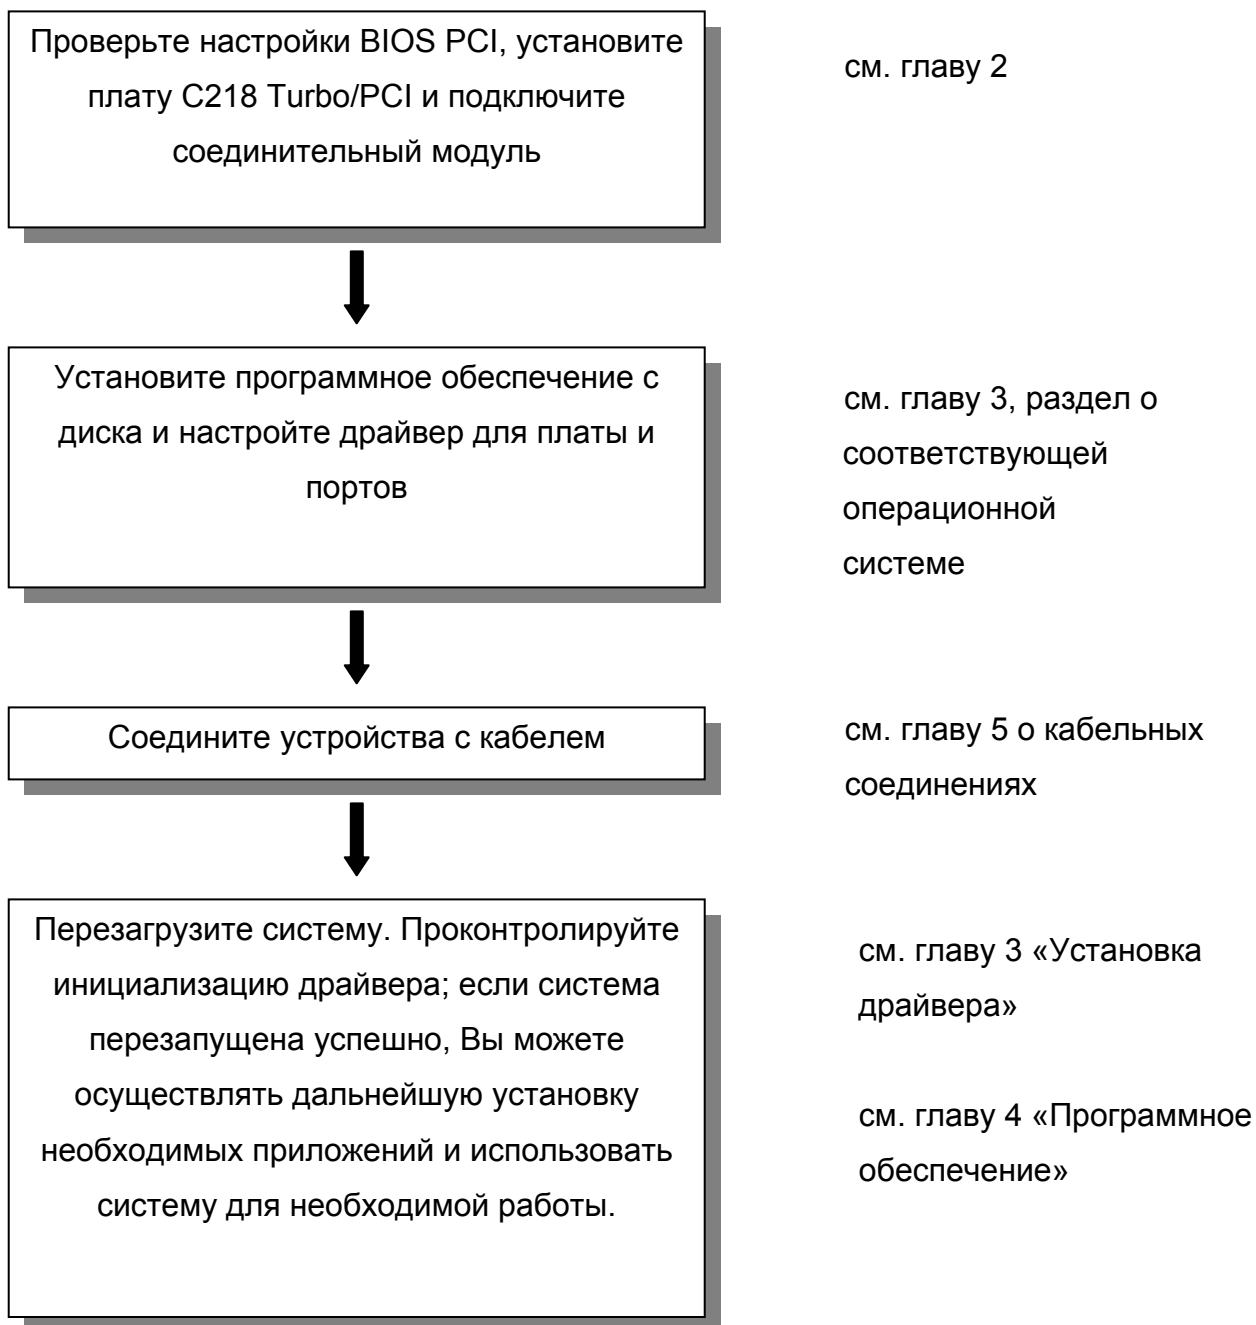 Проверьте настройки BIOS PCI, установите
плату C218 Turbo/PCI и подключите
соединительный модуль
см. главу 2
Установите программное обеспечение с
диска и настройте драйвер для платы и
портов
см. главу 3, раздел о
соответствующей
операционной
системе
Соедините устройства с кабелем
см. главу 5 о кабельных
соединениях
Перезагрузите систему. Проконтролируйте
инициализацию драйвера; если система
перезапущена успешно, Вы можете
осуществлять дальнейшую установку
необходимых приложений и использовать
систему для необходимой работы.
см. главу 3 «Установка
драйвера»
см. главу 4 «Программное
обеспечение»